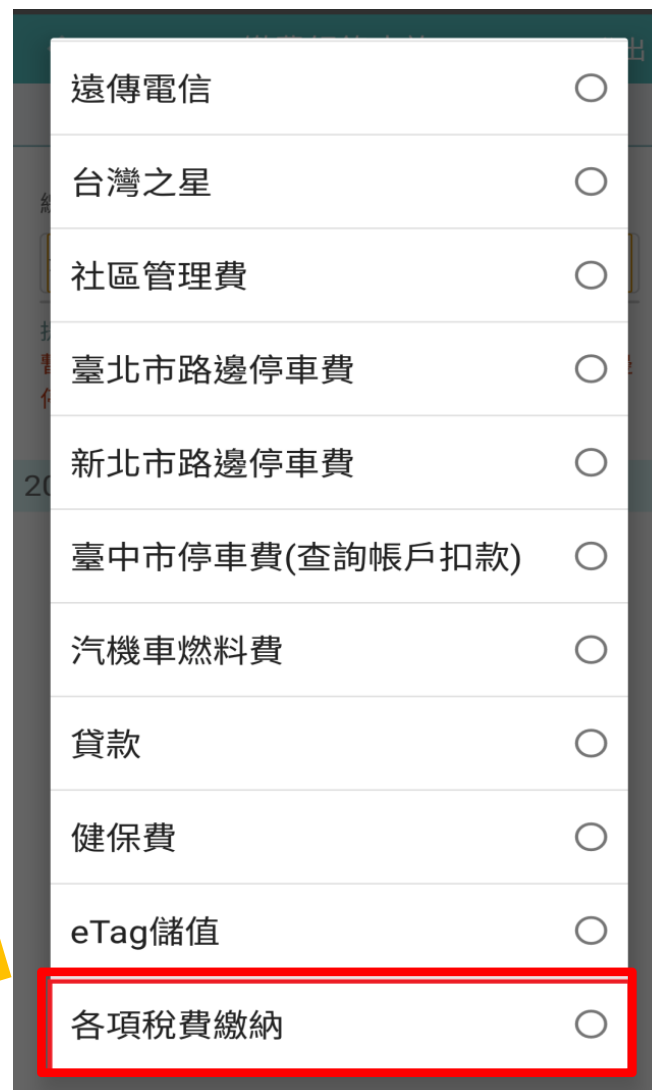 出
遠傳電信
台灣之星
社區管理費
臺北市路邊停車費
新北市路邊停車費
20
臺中市停車費(查詢帳戶扣款)
汽機車燃料費
貸款
健保費
eTag儲值
各項稅費繳納